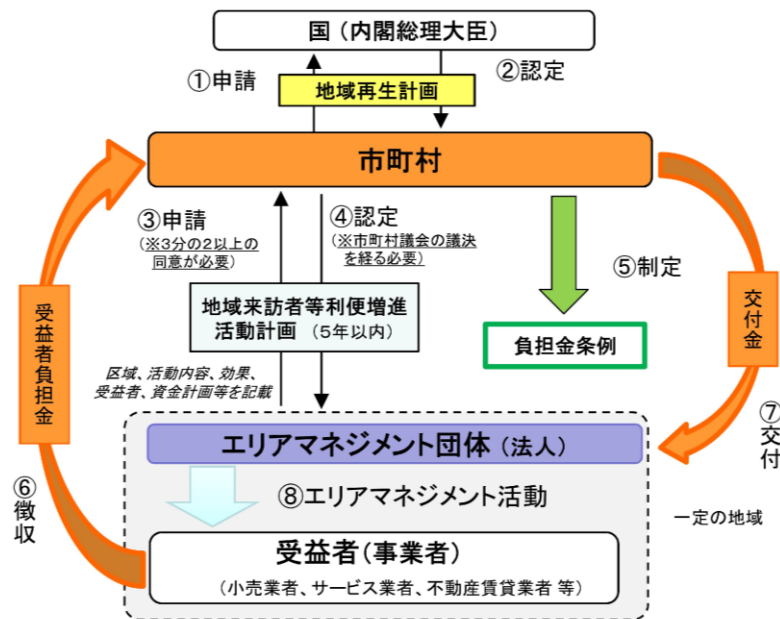 国（内閣総理大臣）
①申請
②認定
地域再生計画
市町村
③申請
（※3分の2以上の
同意が必要）
④認定
（※市町村議会の議決
を経る必要）
⑤制定
地域来訪者等利便増進
活動計画 （5年以内）
負担金条例
受益者負担金
交付金
区域、活動内容、効果、
受益者、資金計画等を記載
⑦交付
エリアマネジメント団体（法人）
⑥徴収
⑧エリアマネジメント活動
一定の地域
受益者（事業者）
（小売業者、サービス業者、不動産賃貸業者 等）